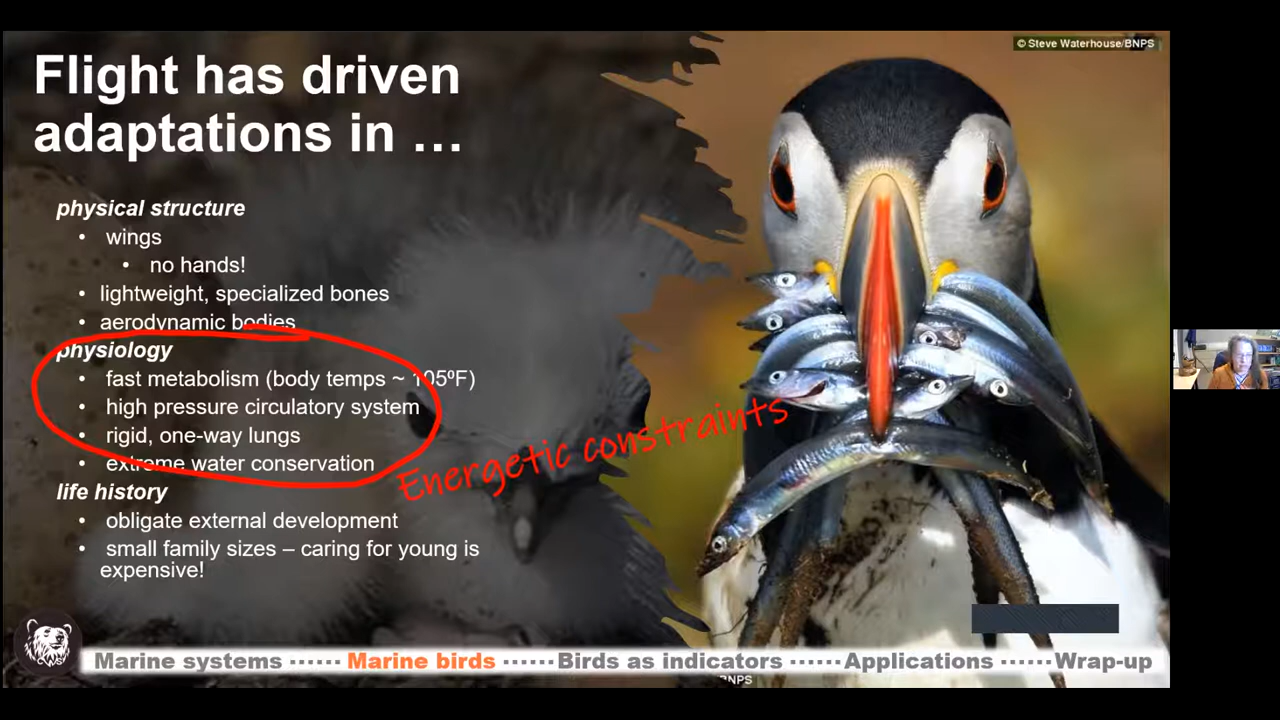 © Steve Waterhouse/BNPS
Flight has driven
adaptations in …
physical structure
• wings
• no hands!
• lightweight, specialized bones
• aerodynamic bodies
physiology
• fast metabolism (body temps ~ 105ºF)
• high pressure circulatory system
• rigid, one-way lungs
• extreme water conservation
Energetic constraints
life history
• obligate external development
• small family sizes – caring for young is
expensive!
Marine systems ······ Marine birds ······ Birds as indicators ······ Applications ······ Wrap-up
BNPS